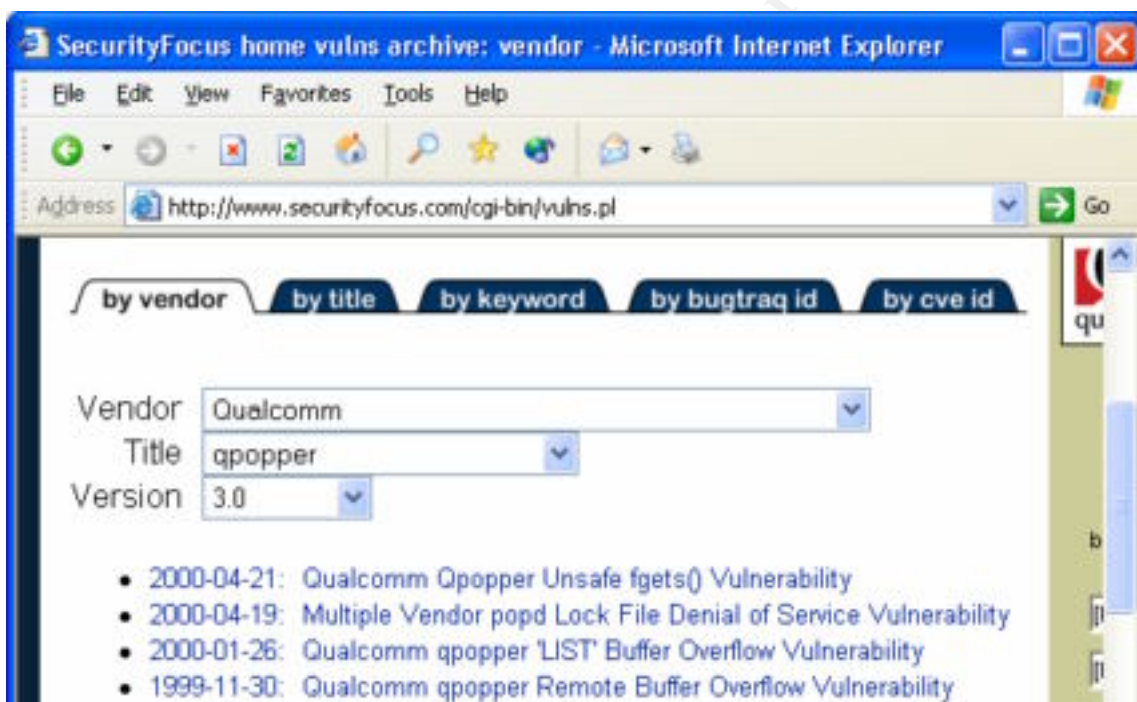 SecurityFocus home vulns archive: vendor - Microsoft Internet Explorer
File Edit View Favorites Tools Help
Address http://www.securityfocus.com/cgi-bin/vulns.pl Go
by vendor by title by keyword by bugtraq id by cve id
qu
Vendor Qualcomm
Title qpopper
Version 3.0
b
• 2000-04-21: Qualcomm Qpopper Unsafe fgets() Vulnerability
• 2000-04-19: Multiple Vendor popd Lock File Denial of Service Vulnerability
• 2000-01-26: Qualcomm qpopper 'LIST' Buffer Overflow Vulnerability
• 1999-11-30: Qualcomm qpopper Remote Buffer Overflow Vulnerability